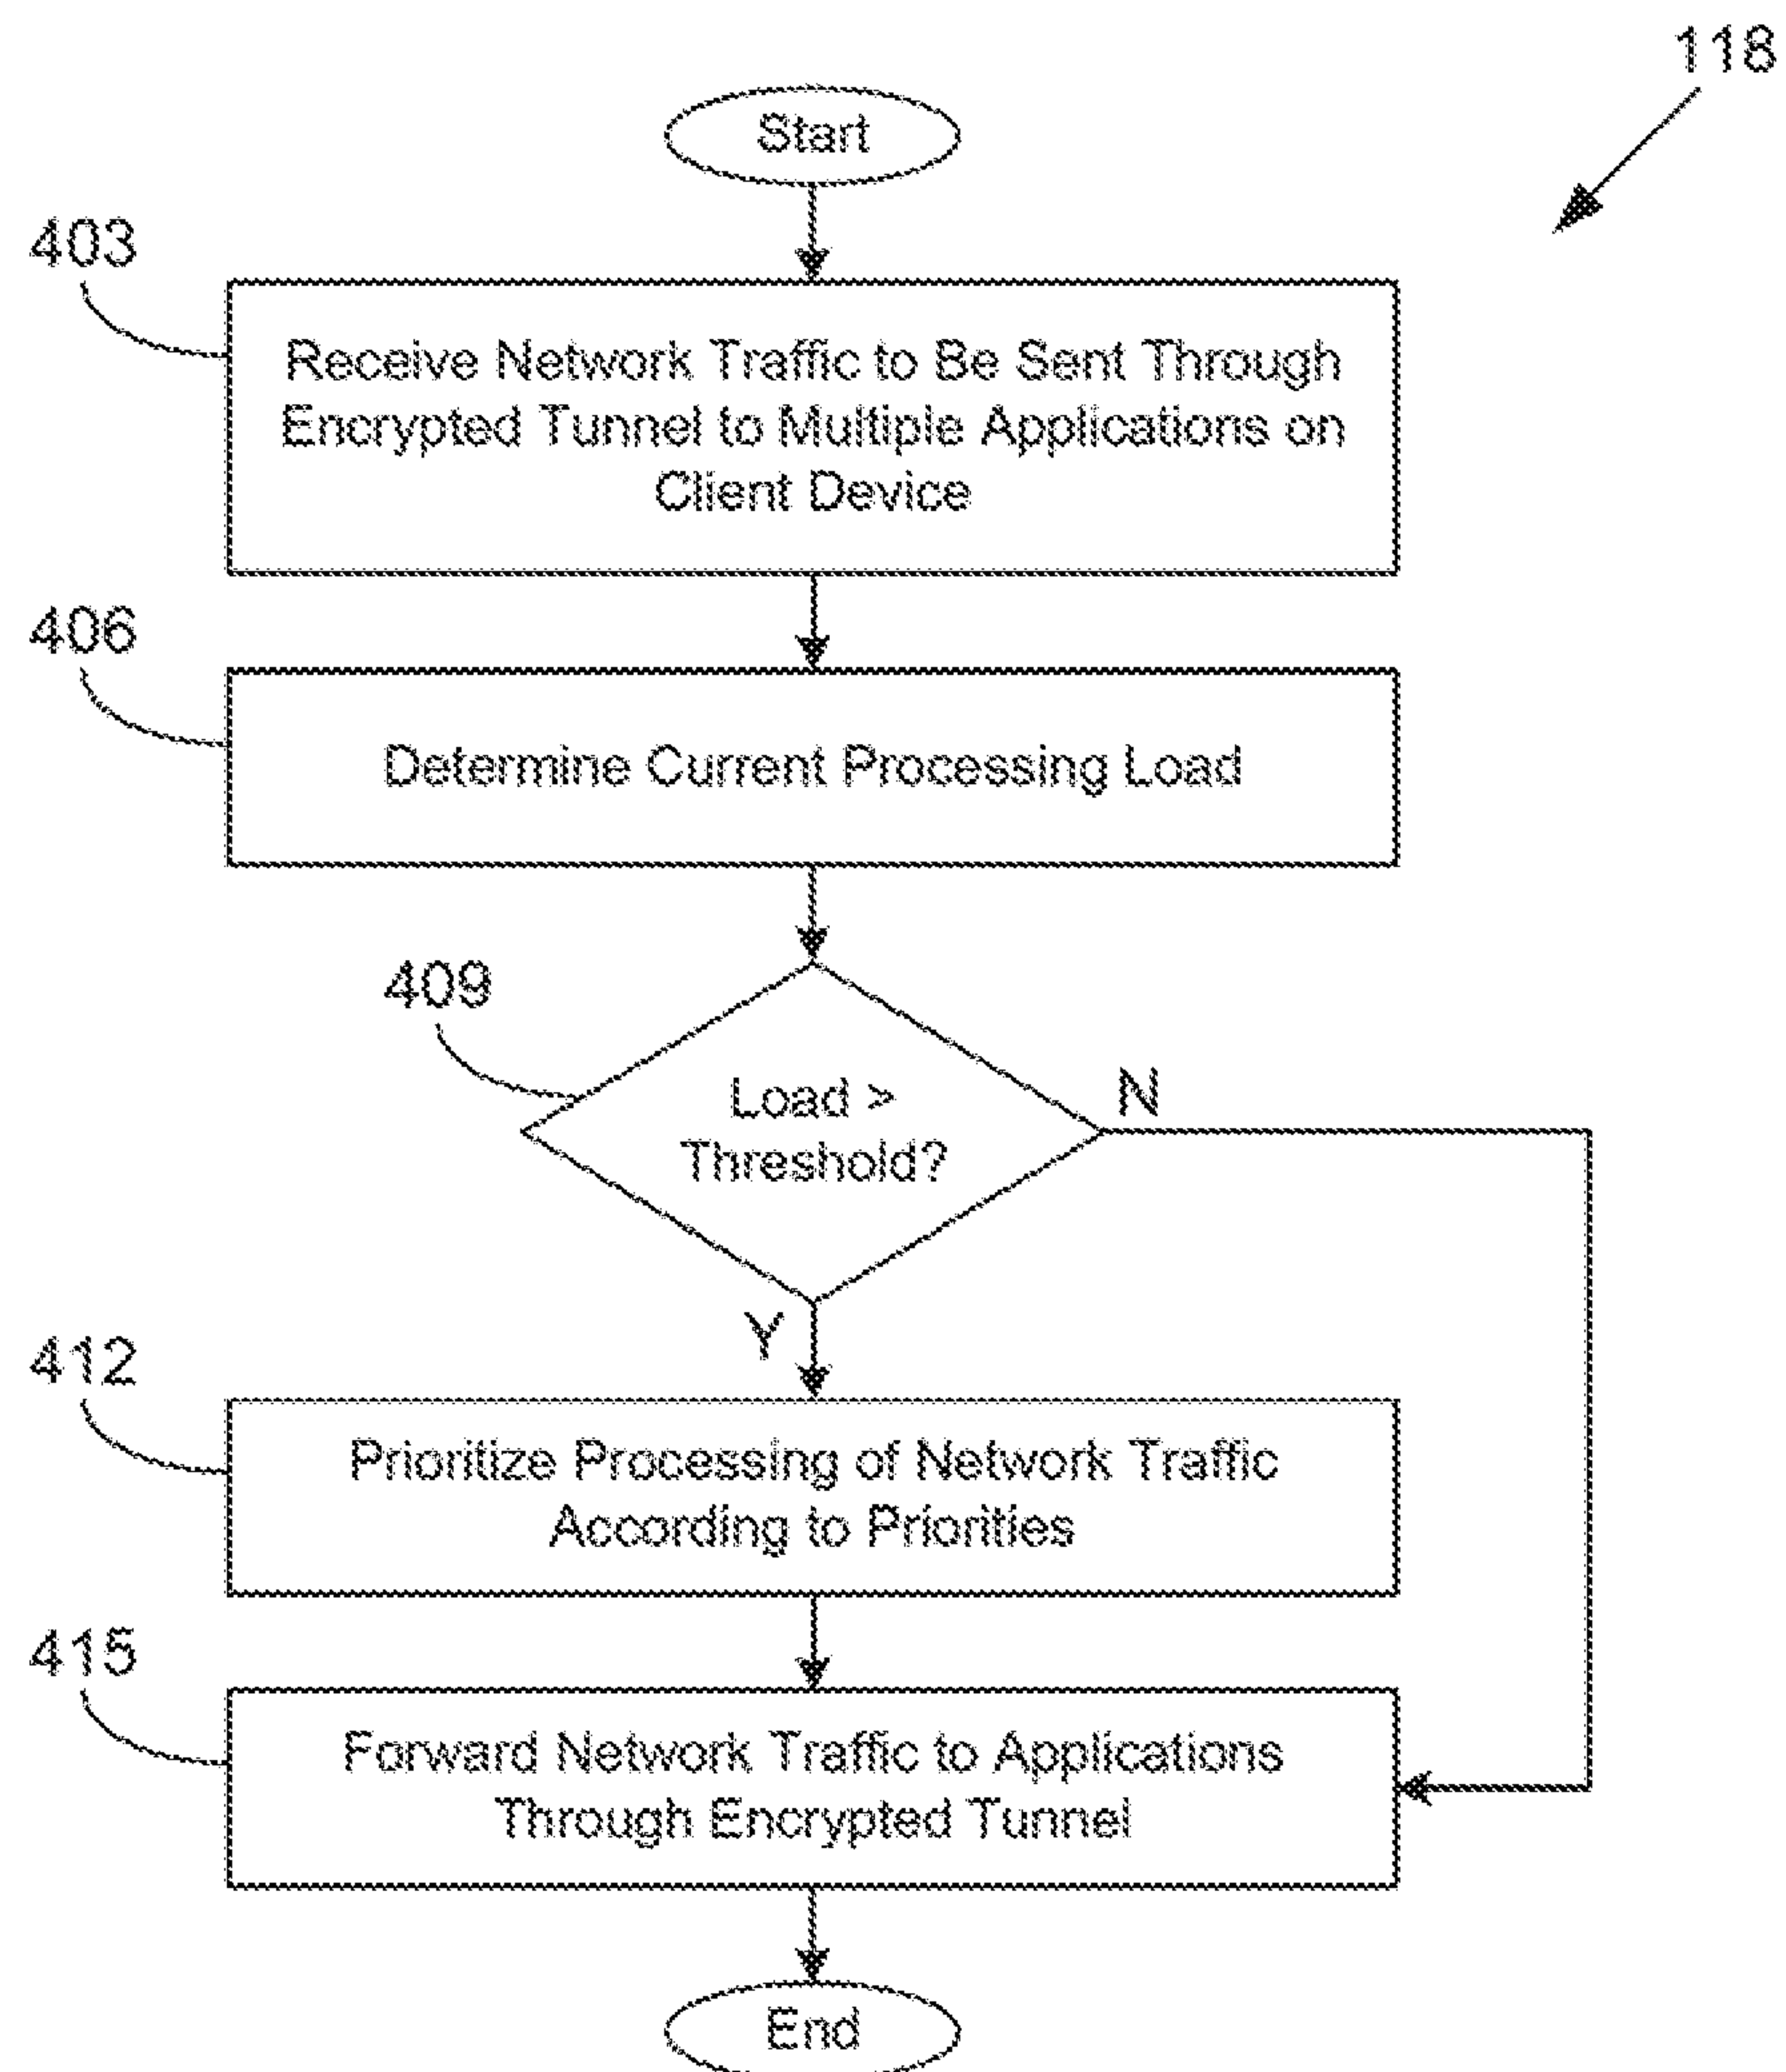 118
Start
403
Receive Network Traffic to Be Sent Through
Encrypted Tunnel to Multiple Applications on
Client Device
406
Determine Current Processing Load
409
Load >
Threshold?
N
Y
412
Prioritize Processing of Network Traffic
According to Priorities
415
Forward Network Traffic to Applications
Through Encrypted Tunnel
End